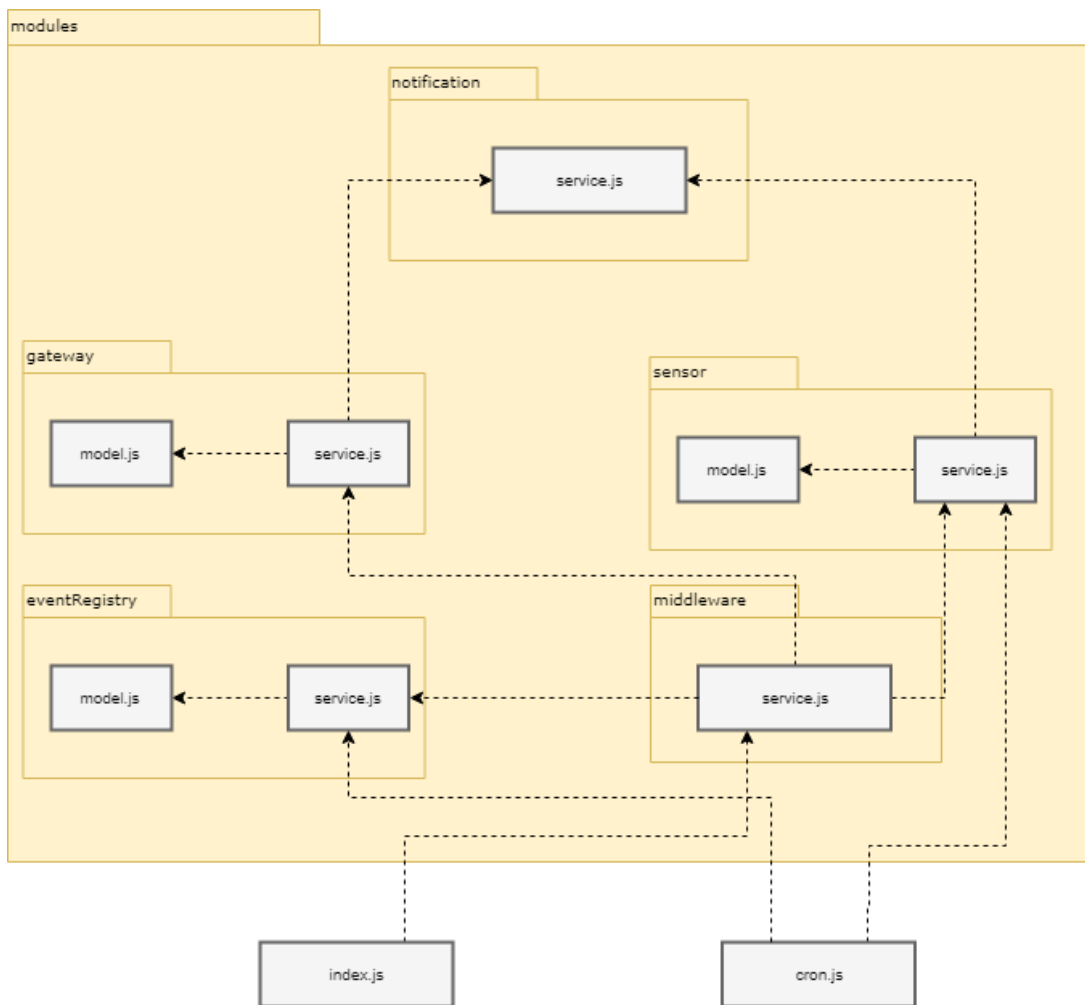 modules
notification
service.js
gateway
model.js
service.js
sensor
model.js
service.js
eventRegistry
model.js
service.js
middleware
service.js
index.js
cron.js